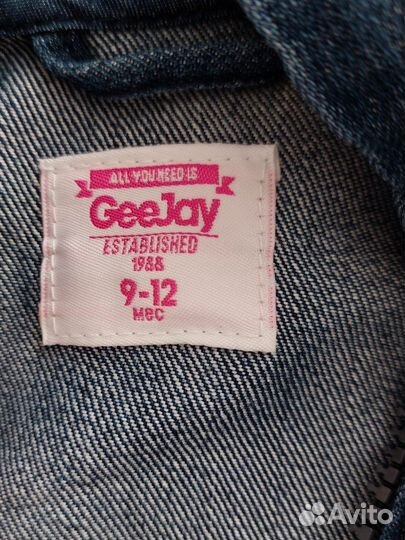 ALL YOU NEED IS
GeeJay
ESTABLISHED
1988
9-12
мес
Avito